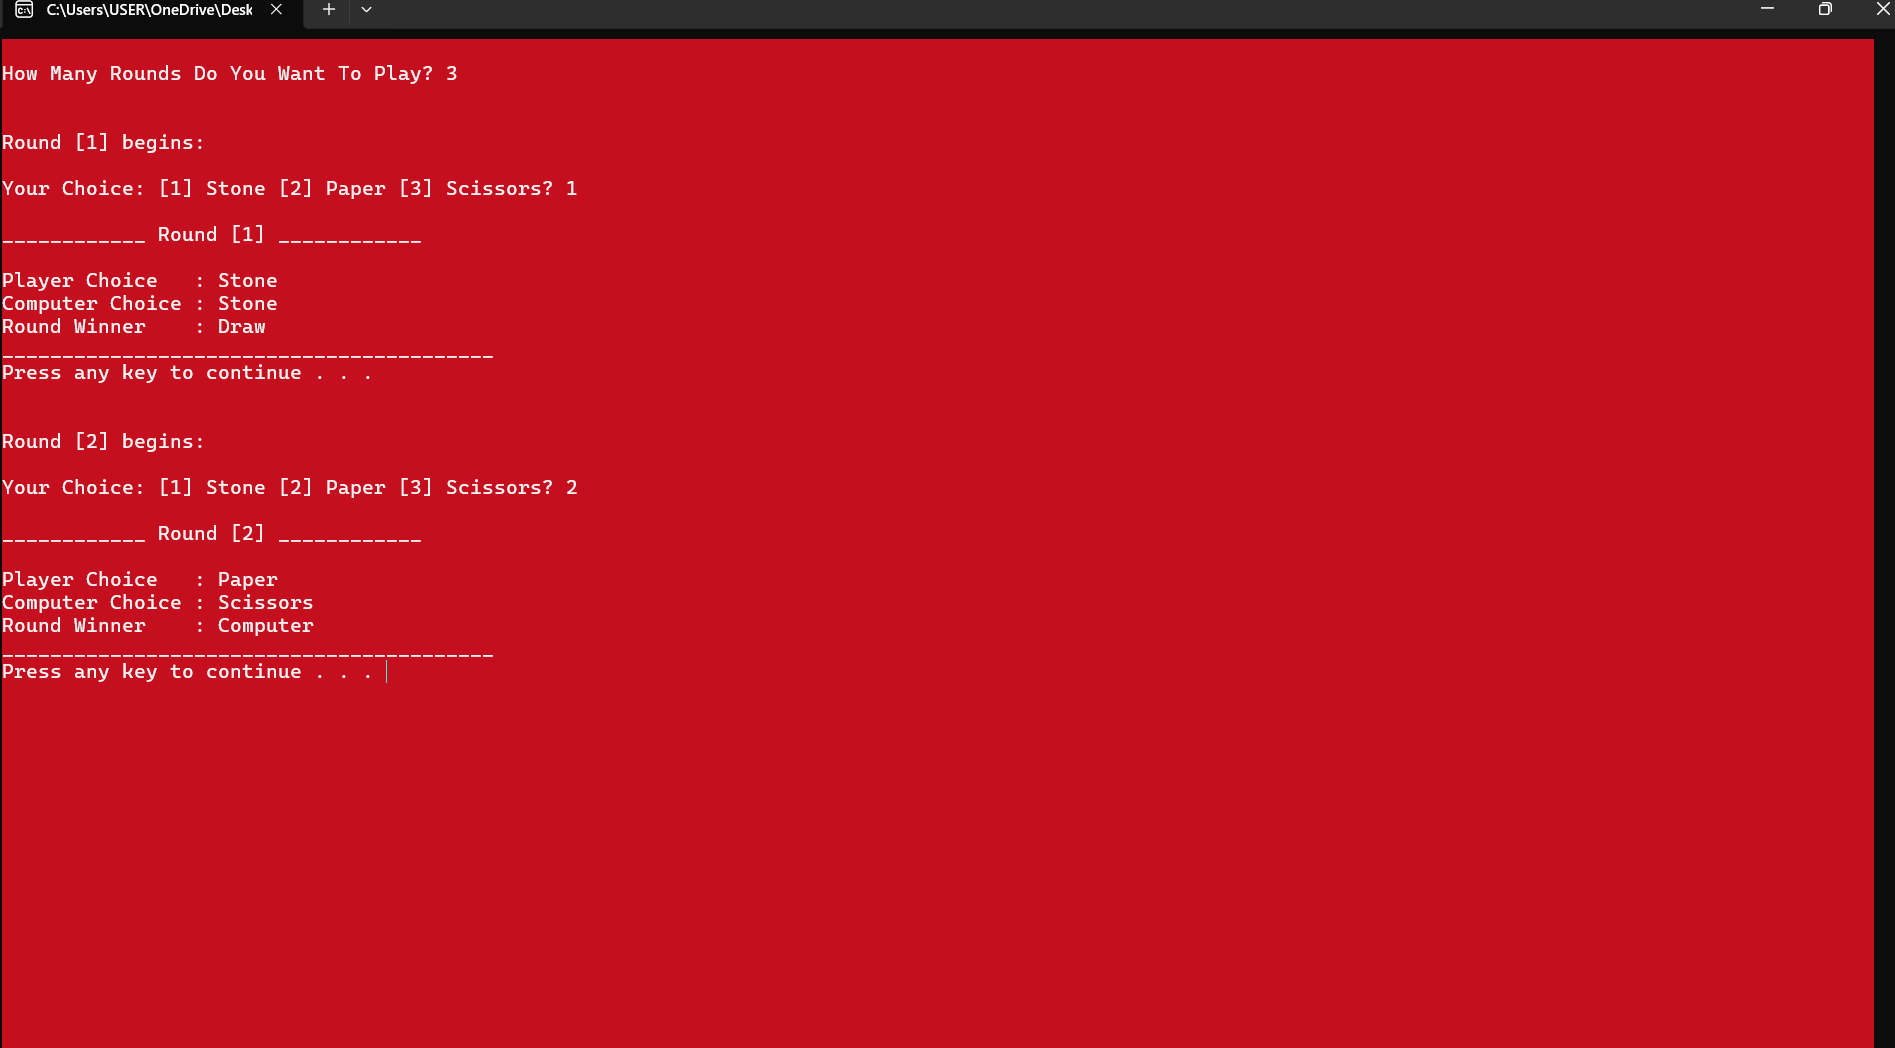 C:\Users\USER\OneDrive\Desk
How Many Rounds Do You Want To Play? 3
Round [1] begins:
Your Choice: [1] Stone [2] Paper [3] Scissors? 1
____________ Round [1] ____________
Player Choice   : Stone
Computer Choice : Stone
Round Winner    : Draw
_________________________________________
Press any key to continue . . .
Round [2] begins:
Your Choice: [1] Stone [2] Paper [3] Scissors? 2
____________ Round [2] ____________
Player Choice   : Paper
Computer Choice : Scissors
Round Winner    : Computer
_________________________________________
Press any key to continue . . .